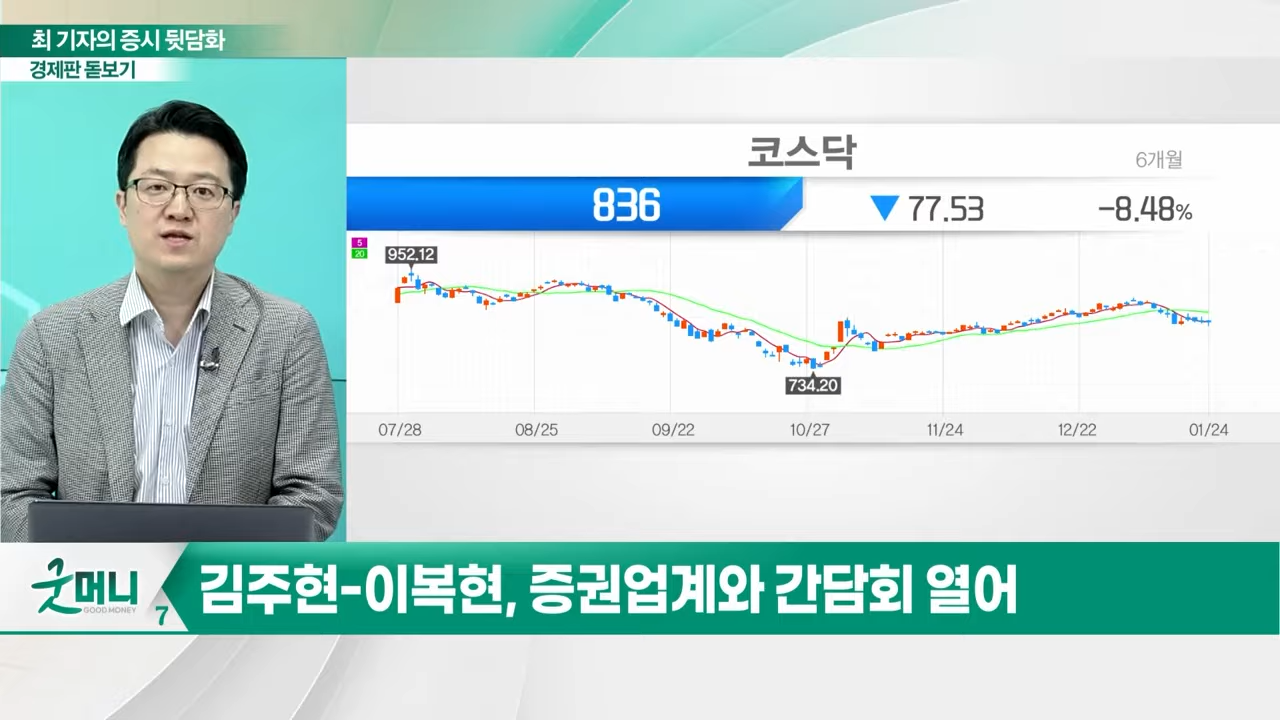 최 기자의 증시 뒷담화
경제판 돋보기
코스닥
6개월
836
▼ 77.53
-8.48%
5
20
952.12
734.20
07/28 08/25 09/22 10/27 11/24 12/22 01/24
굿머니
GOOD MONEY
7
김주현-이복현, 증권업계와 간담회 열어